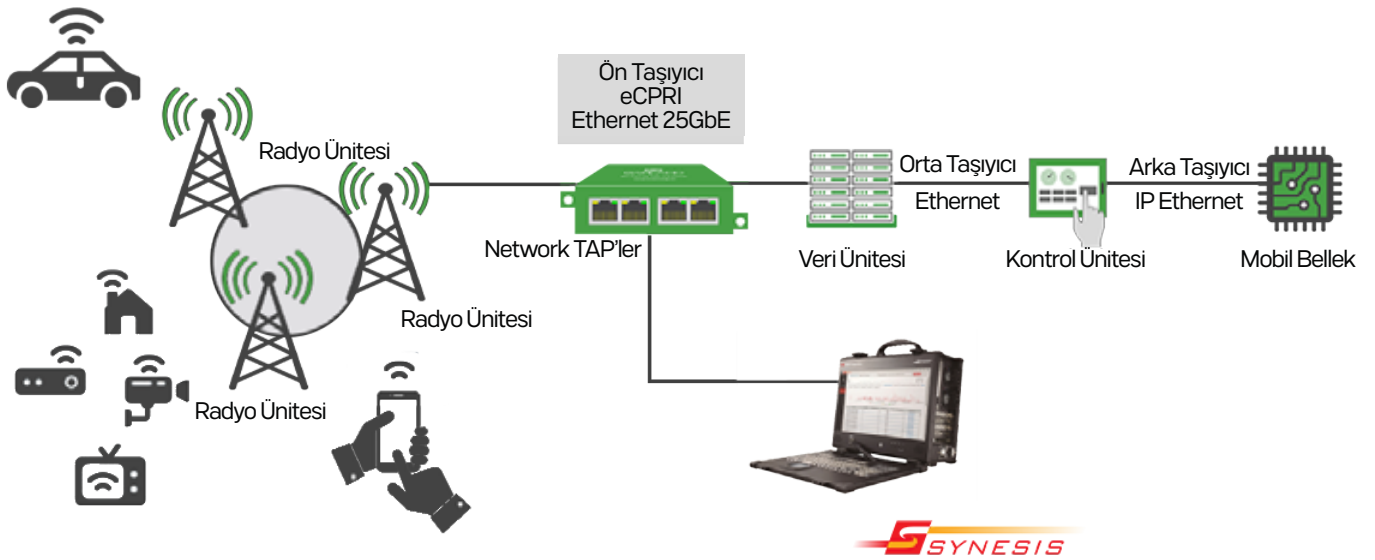 Ön Taşıyıcı
eCPRI
Ethernet 25GbE
Radyo Ünitesi
Orta Taşıyıcı
Arka Taşıyıcı
Ethernet
IP Ethernet
Network TAP'ler
Veri Ünitesi
Kontrol Ünitesi
Mobil Bellek
Radyo Ünitesi
Radyo Ünitesi
SYNESIS